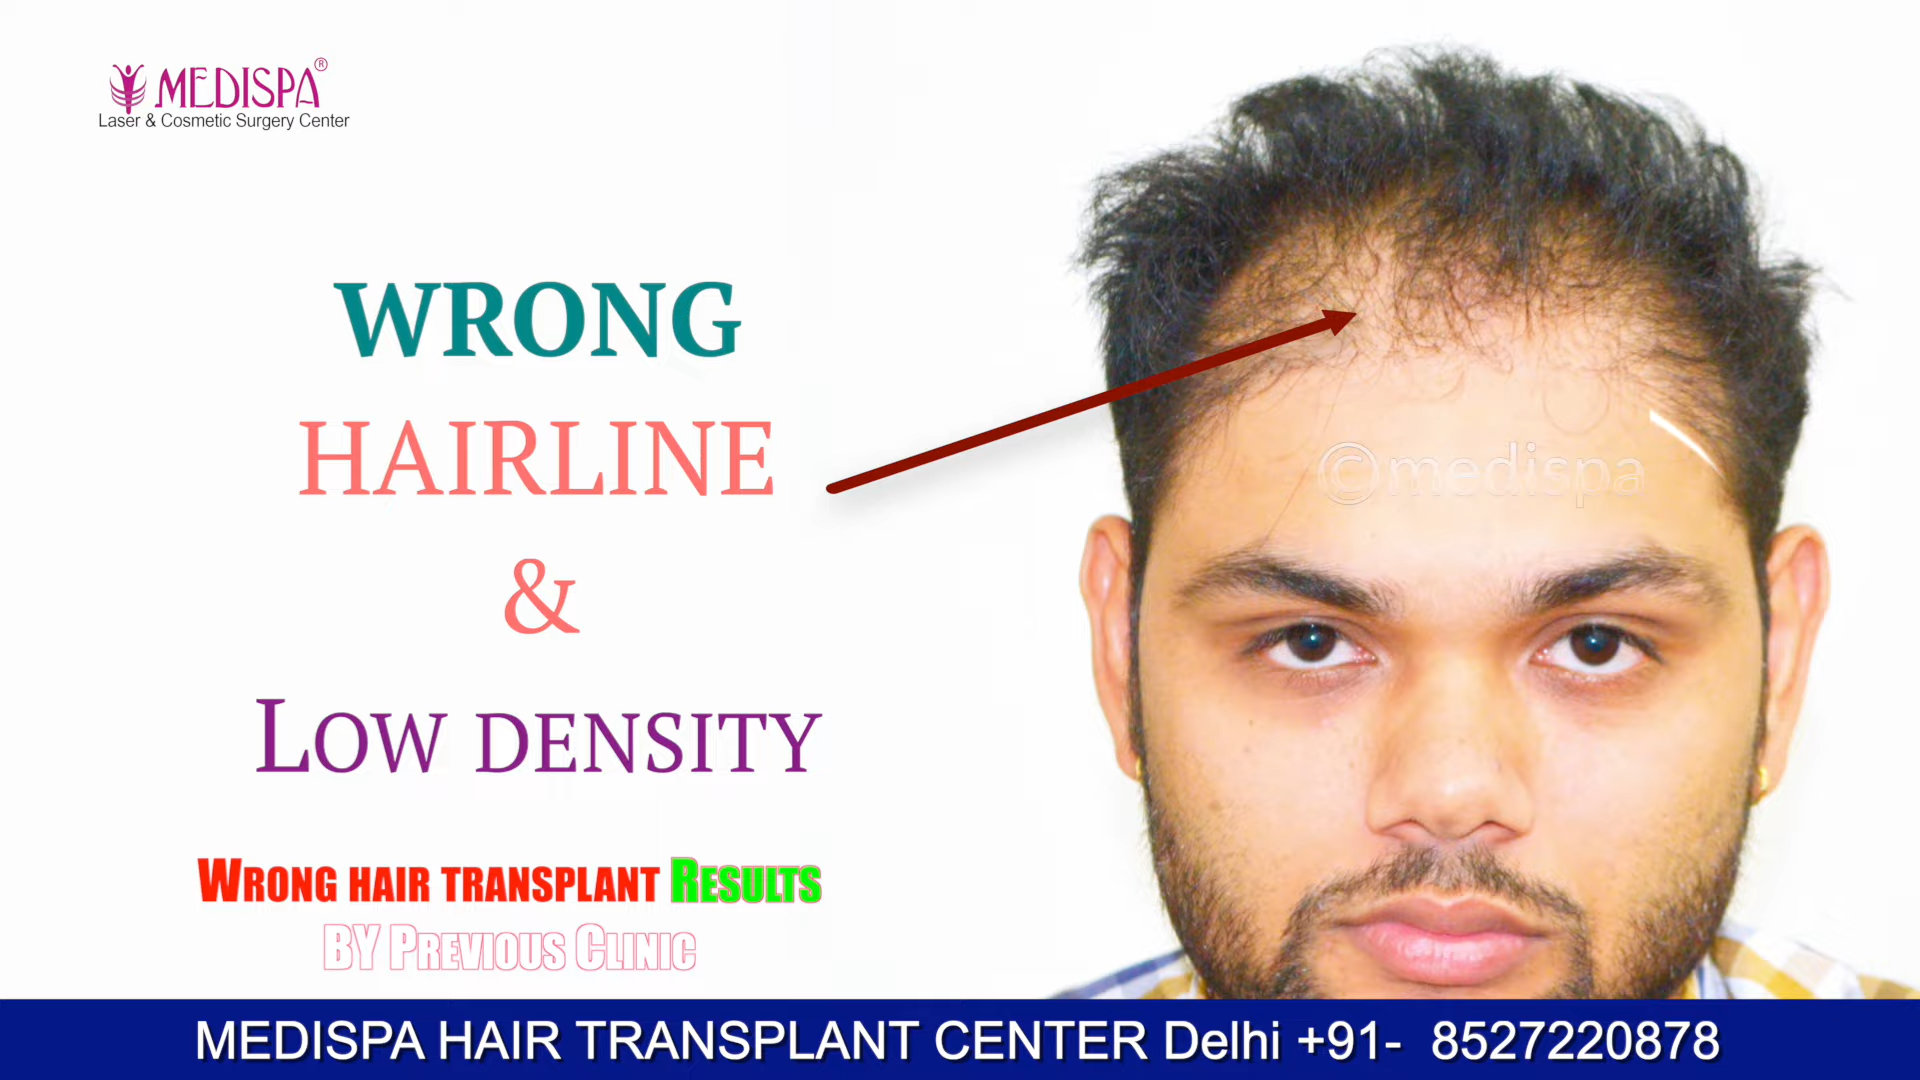 MEDISPA®
Laser & Cosmetic Surgery Center
WRONG
HAIRLINE
&
LOW DENSITY
WRONG HAIR TRANSPLANT RESULTS
BY PREVIOUS CLINIC
©medispa
MEDISPA HAIR TRANSPLANT CENTER Delhi +91- 8527220878